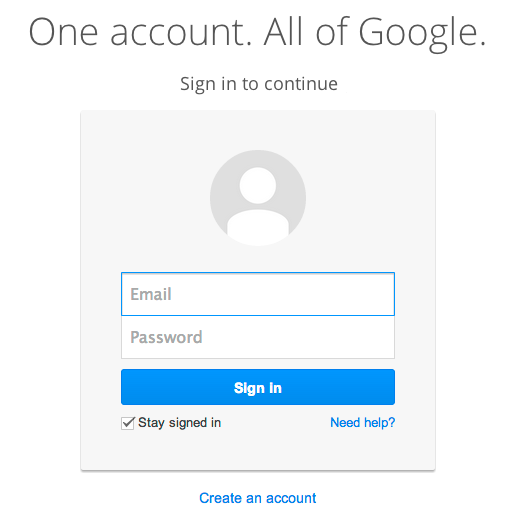 One account. All of Google.
Sign in to continue
Email
Password
Sign in
Stay signed in Need help?
Create an account